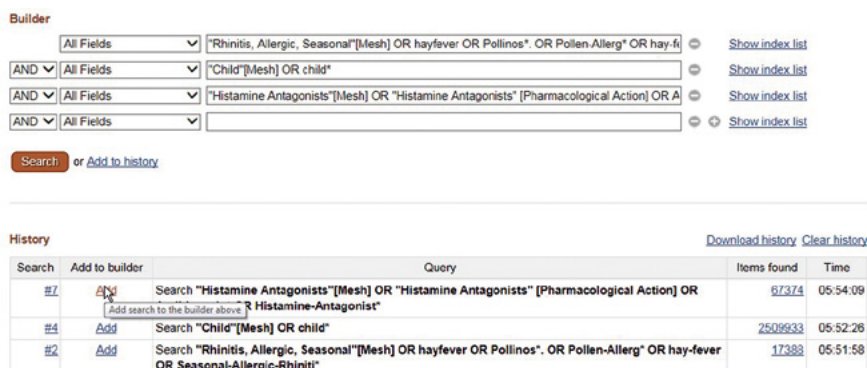 Builder
All Fields "Rhinitis, Allergic, Seasonal"[Mesh] OR hayfever OR Pollinos*. OR Pollen-Allerg* OR hay-f Show index list
AND All Fields "Child"[Mesh] OR child* Show index list
AND All Fields "Histamine Antagonists"[Mesh] OR "Histamine Antagonists" [Pharmacological Action] OR A Show index list
AND All Fields Show index list
Search or Add to history
History Download history Clear history
Search Add to builder Query Items found Time
#7 Add Search "Histamine Antagonists"[Mesh] OR "Histamine Antagonists" [Pharmacological Action] OR 67374 05:54:09
Add search to the builder above OR Histamine-Antagonist*
#4 Add Search "Child"[Mesh] OR child* 2509933 05:52:26
#2 Add Search "Rhinitis, Allergic, Seasonal"[Mesh] OR hayfever OR Pollinos*. OR Pollen-Allerg* OR hay-fever 17388 05:51:58
OR Seasonal-Allergic-Rhiniti*